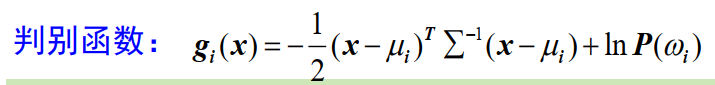 判别函数： $g_i(x) = -\frac{1}{2}(x-\mu_i)^T \Sigma^{-1}(x-\mu_i) + \ln P(\omega_i)$